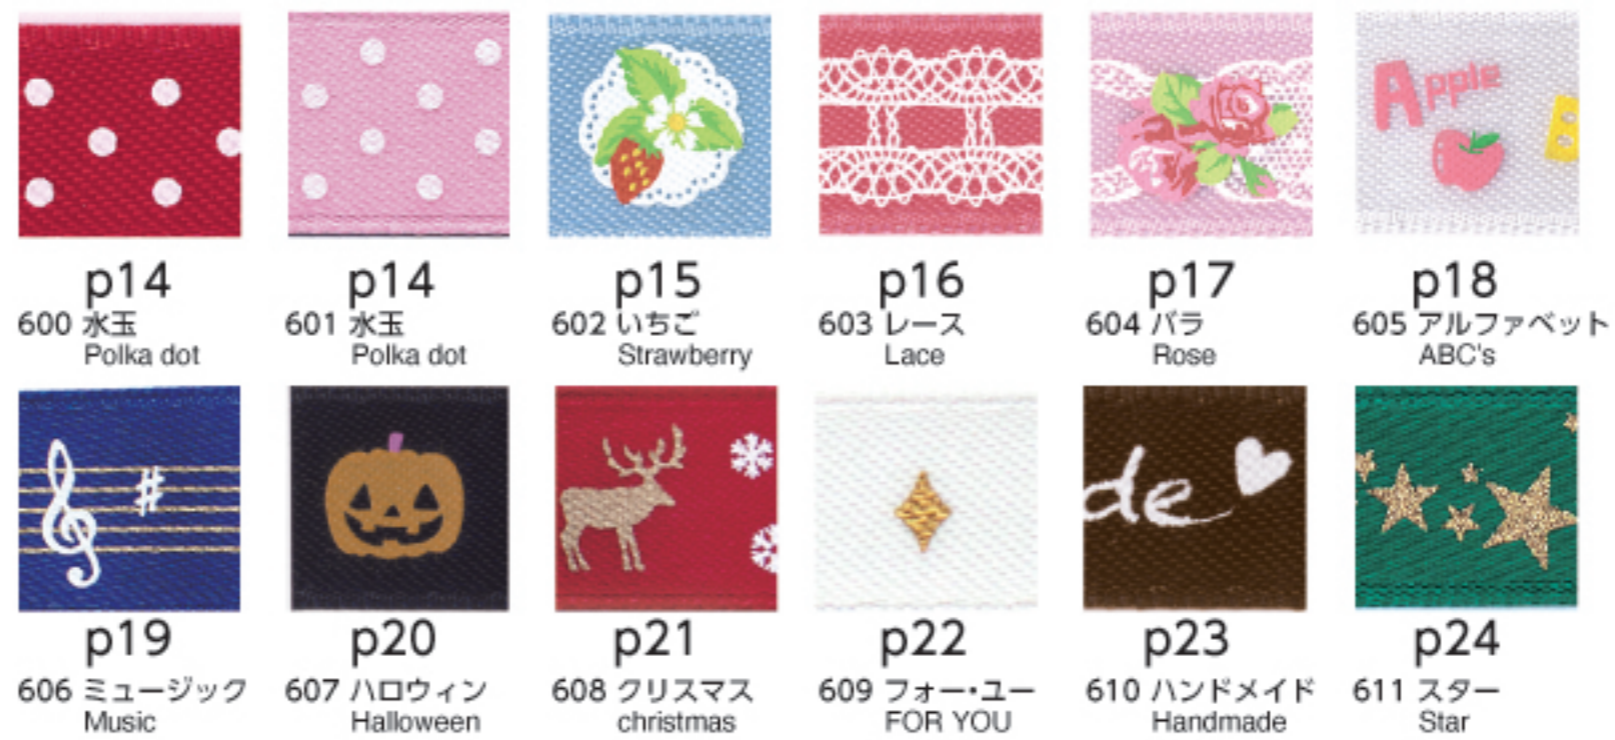 Apple
B
p14
600 水玉
Polka dot
p14
601 水玉
Polka dot
p15
602 いちご
Strawberry
p16
603 レース
Lace
p17
604 バラ
Rose
p18
605 アルファベット
ABC's
de
p19
606 ミュージック
Music
p20
607 ハロウィン
Halloween
p21
608 クリスマス
christmas
p22
609 フォー・ユー
FOR YOU
p23
610 ハンドメイド
Handmade
p24
611 スター
Star